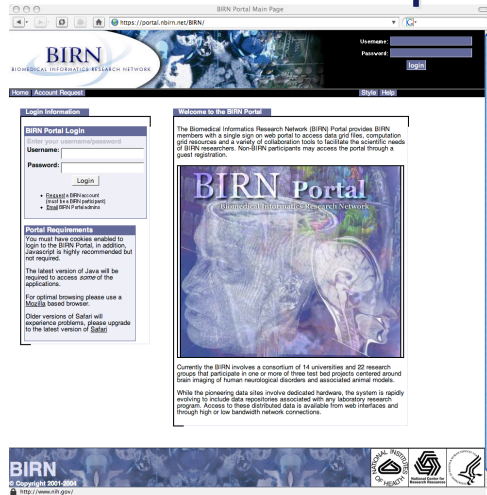 BIRN Portal Main Page
https://portal.nbirn.net/BIRN/
BIRN
BIOMEDICAL INFORMATICS RESEARCH NETWORK
Username:
Password:
login
Home Account Request
Style Help
Login Information
BIRN Portal Login
Enter your username/password
Username:
Password:
Login
Request a BIRN account
(must be a BIRN participant)
Email BIRN Portal admins
Portal Requirements
You must have cookies enabled to
login to the BIRN Portal, in addition,
Javascript is highly recommended but
not required.
The latest version of Java will be
required to access some of the
applications.
For optimal browsing please use a
Mozilla based browser.
Older versions of Safari will
experience problems, please upgrade
to the latest version of Safari
Welcome to the BIRN Portal
The Biomedical Informatics Research Network (BIRN) Portal provides BIRN
members with a single sign on web portal to access data grid files, computation
grid resources and a variety of collaboration tools to facilitate the scientific needs
of BIRN researchers. Non-BIRN participants may access the portal through a
guest registration.
BIRN Portal
Biomedical Informatics Research Network
Currently the BIRN involves a consortium of 14 universities and 22 research
groups that participate in one or more of three test bed projects centered around
brain imaging of human neurological disorders and associated animal models.
While the pioneering data sites involve dedicated hardware, the system is rapidly
evolving to include data repositories associated with any laboratory research
program. Access to these distributed data is available from web interfaces and
through high or low bandwidth network connections.
BIRN
© Copyright 2001-2004
NATIONAL INSTITUTES OF HEALTH
National Center for
Research Resources
http://www.nih.gov/